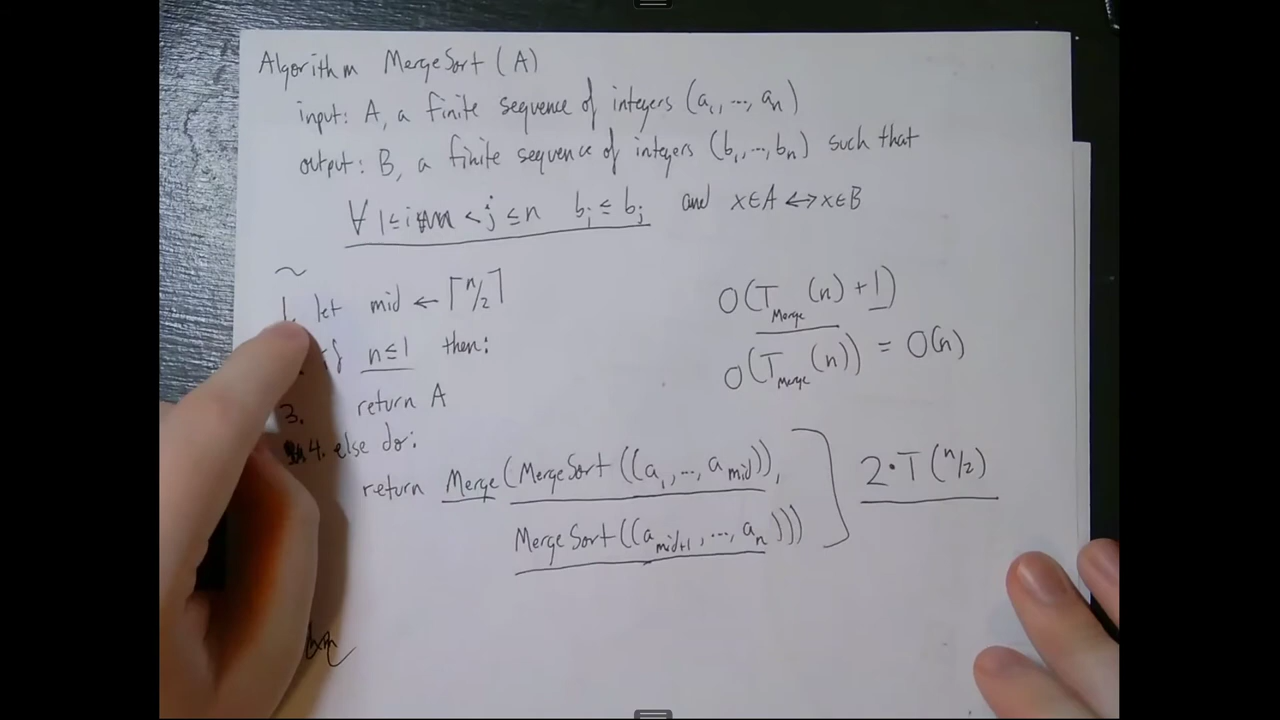 Algorithm MergeSort (A)
input: A, a finite sequence of integers (a₁, ..., aₙ)
output: B, a finite sequence of integers (b₁, ..., bₙ) such that
∀ 1 ≤ i < j ≤ n bᵢ ≤ bⱼ and x∈A ↔ x∈B
~
1. let mid ← ⌈n/2⌉
O(T_Merge (n) + 1)
if n ≤ 1 then:
O(T_Merge (n)) = O(n)
3. return A
4. else do:
return Merge(MergeSort((a₁, ..., a_mid)),
2·T(n/2)
MergeSort((a_mid+1, ..., aₙ)))